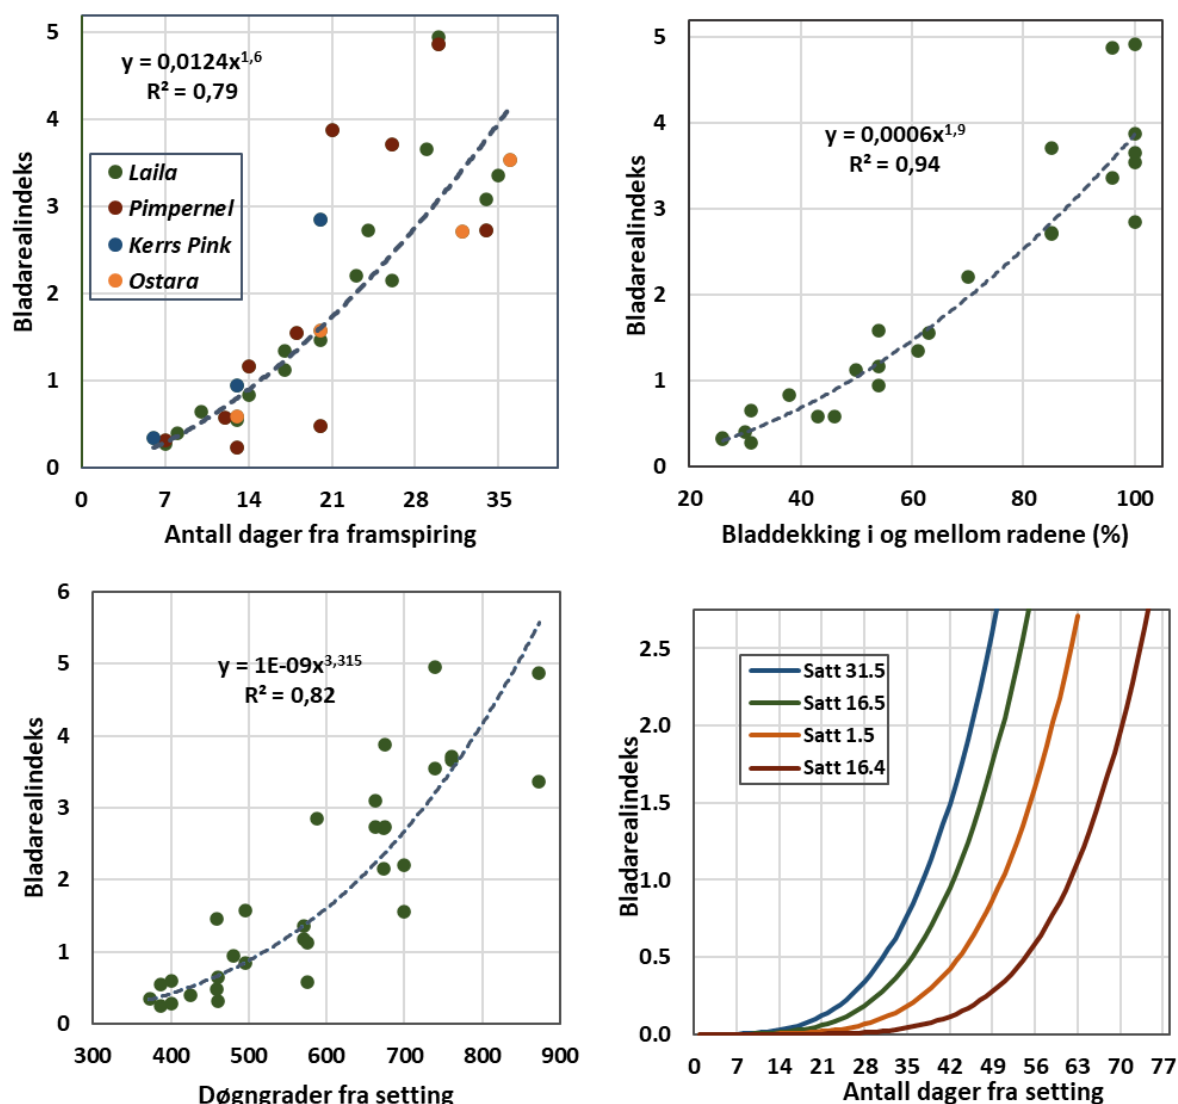 5
4
3
2
1
0
Bladarealindeks
y = 0,0124x1,6
R² = 0,79
Laila
Pimpernel
Kerrs Pink
Ostara
0 7 14 21 28 35
Antall dager fra framspiring
5
4
3
2
1
0
Bladarealindeks
y = 0,0006x1,9
R² = 0,94
20 40 60 80 100
Bladdekking i og mellom radene (%)
6
5
4
3
2
1
0
Bladarealindeks
y = 1E-09x3,315
R² = 0,82
300 400 500 600 700 800 900
Døgngrader fra setting
2.5
2.0
1.5
1.0
0.5
0.0
Bladarealindeks
Satt 31.5
Satt 16.5
Satt 1.5
Satt 16.4
0 7 14 21 28 35 42 49 56 63 70 77
Antall dager fra setting